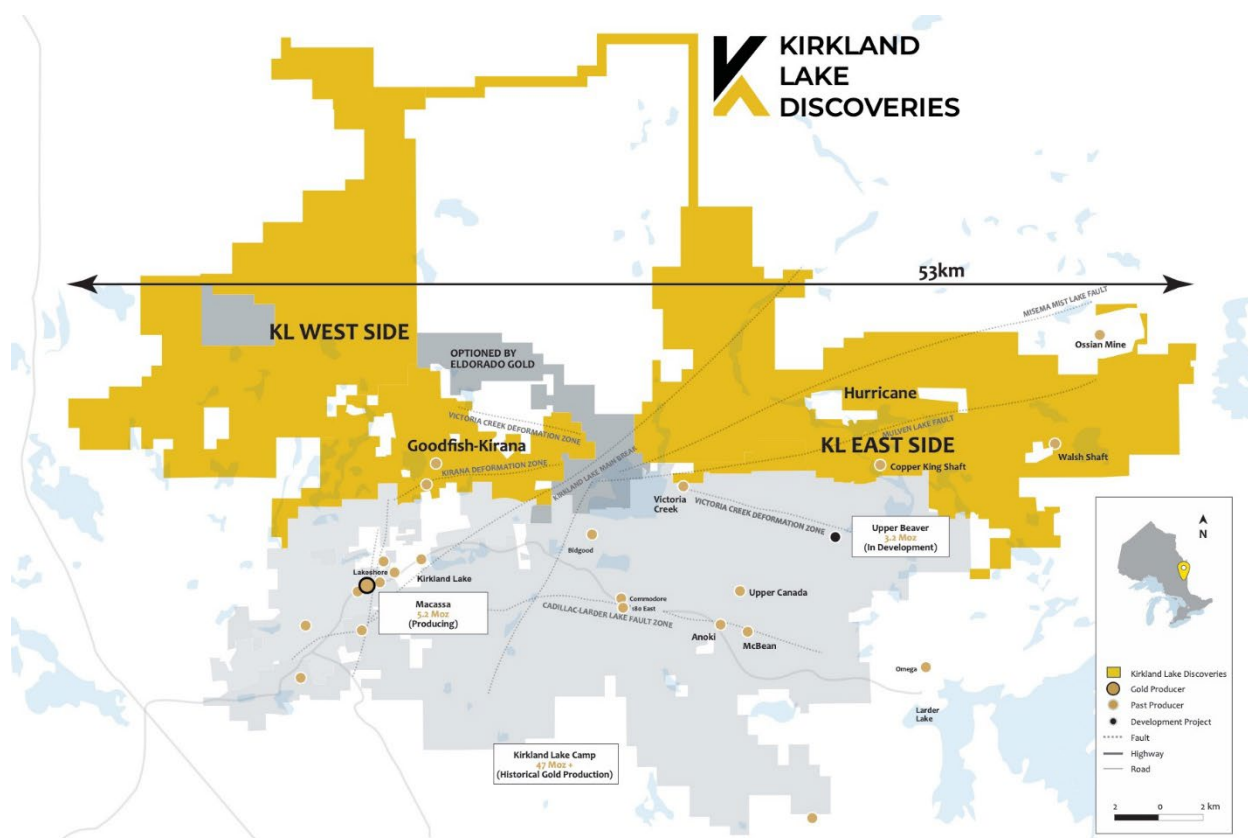 KIRKLAND
LAKE
DISCOVERIES
53km
MISEMA MIST LAKE FAULT
Ossian Mine
KL WEST SIDE
OPTIONED BY
ELDORADO GOLD
Hurricane
VICTORIA CREEK DEFORMATION ZONE
MULVEN LAKE FAULT
Goodfish-Kirana
KL EAST SIDE
Walsh Shaft
KIRANA DEFORMATION ZONE
KIRKLAND LAKE MAIN BREAK
Copper King Shaft
Victoria
Creek
VICTORIA CREEK DEFORMATION ZONE
Upper Beaver
3.2 Moz
(In Development)
Bidgood
Lakeshore
Kirkland Lake
Macassa
5.2 Moz
(Producing)
Commodore
East
Upper Canada
CADILLAC-LARDER LAKE FAULT ZONE
Anoki
McBean
Omega
Larder
Lake
Kirkland Lake Camp
47 Moz +
(Historical Gold Production)
N
Kirkland Lake Discoveries
Gold Producer
Past Producer
Development Project
Fault
Highway
Road
2 0 2 km